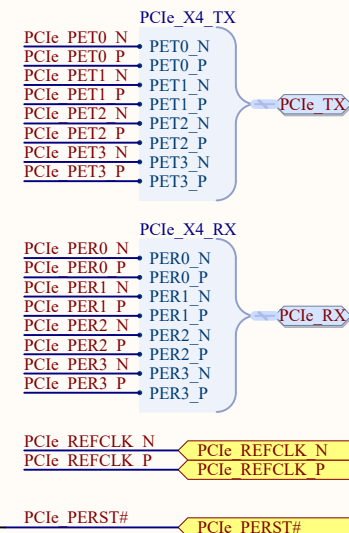 PCIe_X4_TX
PCIe_PET0_N PET0_N
PCIe_PET0_P PET0_P
PCIe_PET1_N PET1_N
PCIe_PET1_P PET1_P PCIe_TX
PCIe_PET2_N PET2_N
PCIe_PET2_P PET2_P
PCIe_PET3_N PET3_N
PCIe_PET3_P PET3_P
PCIe_X4_RX
PCIe_PER0_N PER0_N
PCIe_PER0_P PER0_P
PCIe_PER1_N PER1_N
PCIe_PER1_P PER1_P PCIe_RX
PCIe_PER2_N PER2_N
PCIe_PER2_P PER2_P
PCIe_PER3_N PER3_N
PCIe_PER3_P PER3_P
PCIe_REFCLK_N PCIe_REFCLK_N
PCIe_REFCLK_P PCIe_REFCLK_P
PCIe_PERST# PCIe_PERST#